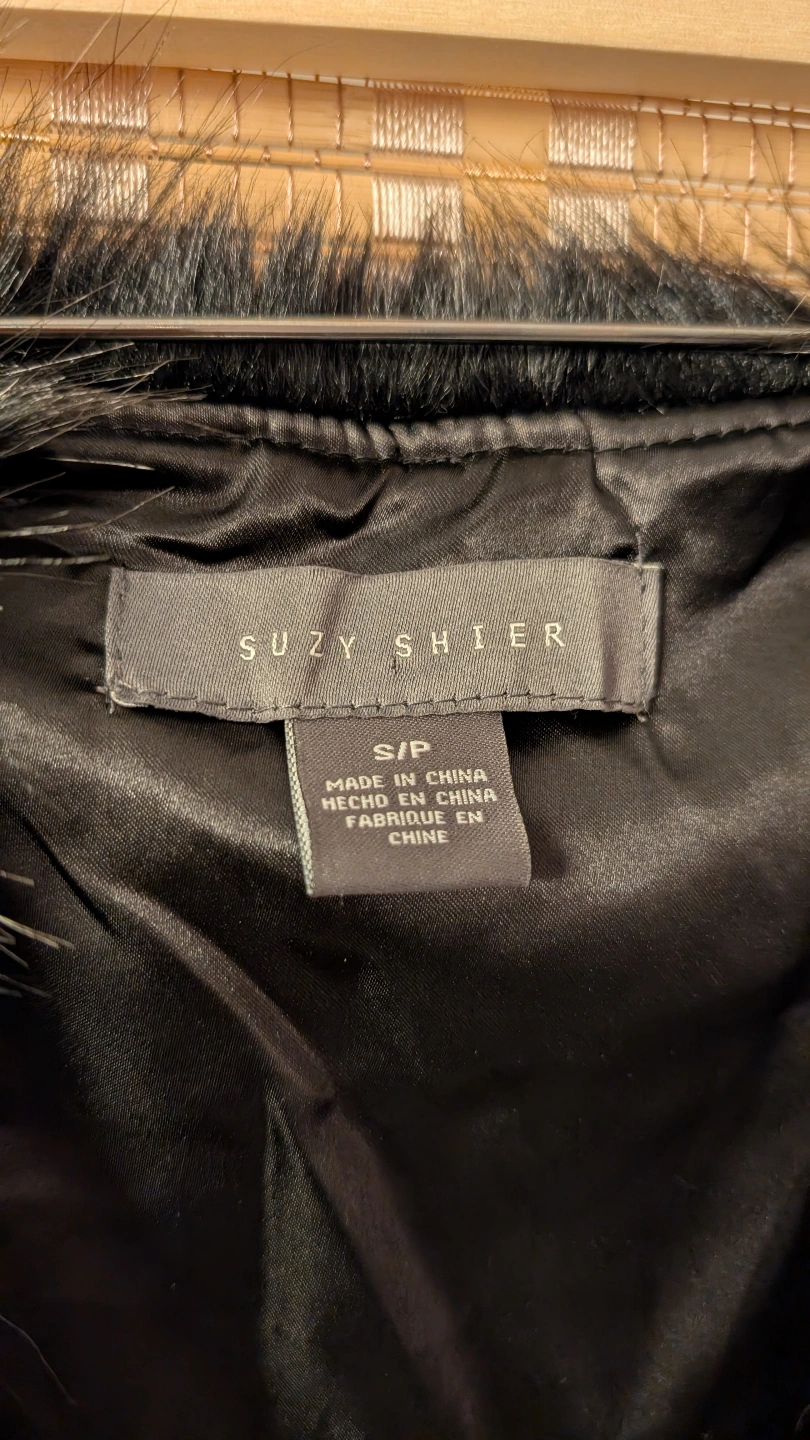 SUZY SHIER
S/P
MADE IN CHINA
HECHO EN CHINA
FABRIQUE EN
CHINE